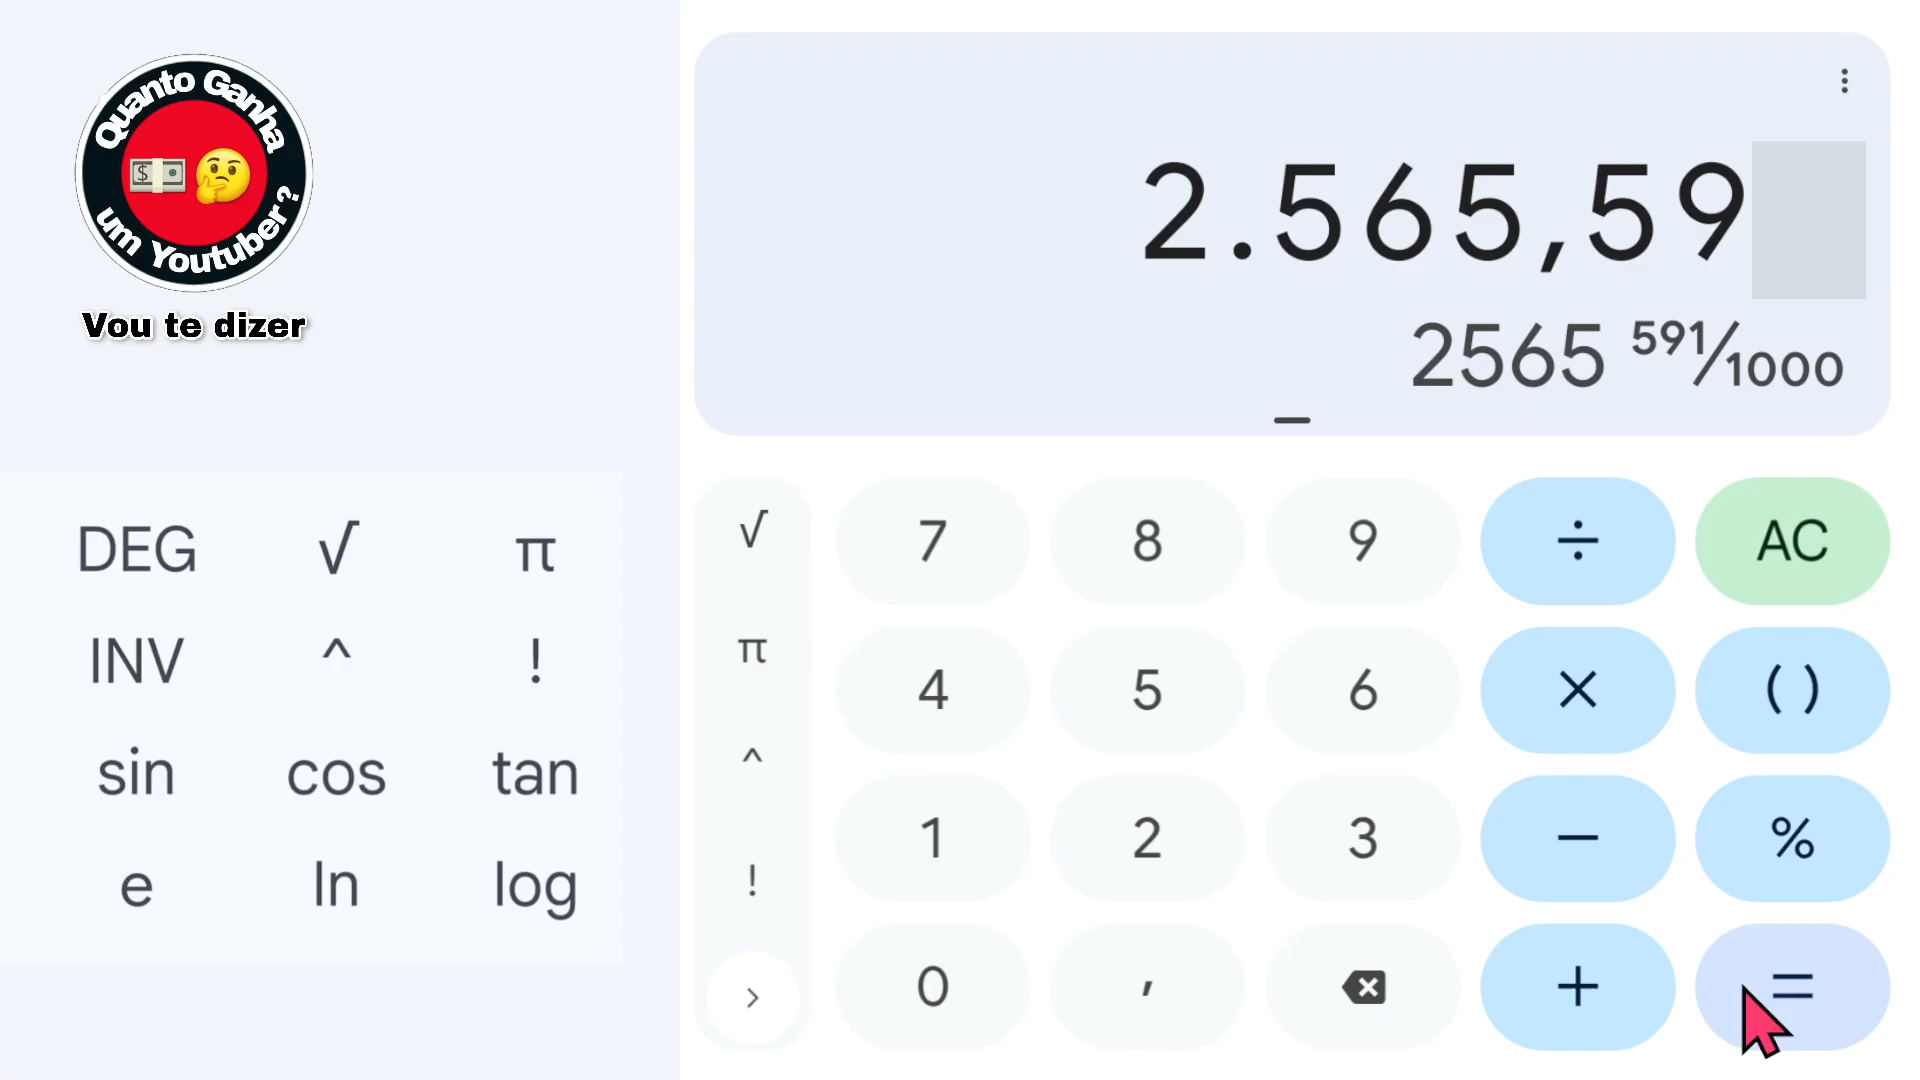 Quanto Ganha
um Youtuber?
Vou te dizer
2.565,59
2565 591/1000
DEG √ π
INV ^ !
sin cos tan
e ln log
√ 7 8 9 ÷ AC
π 4 5 6 × ( )
^ 1 2 3 − %
! 0 , + =